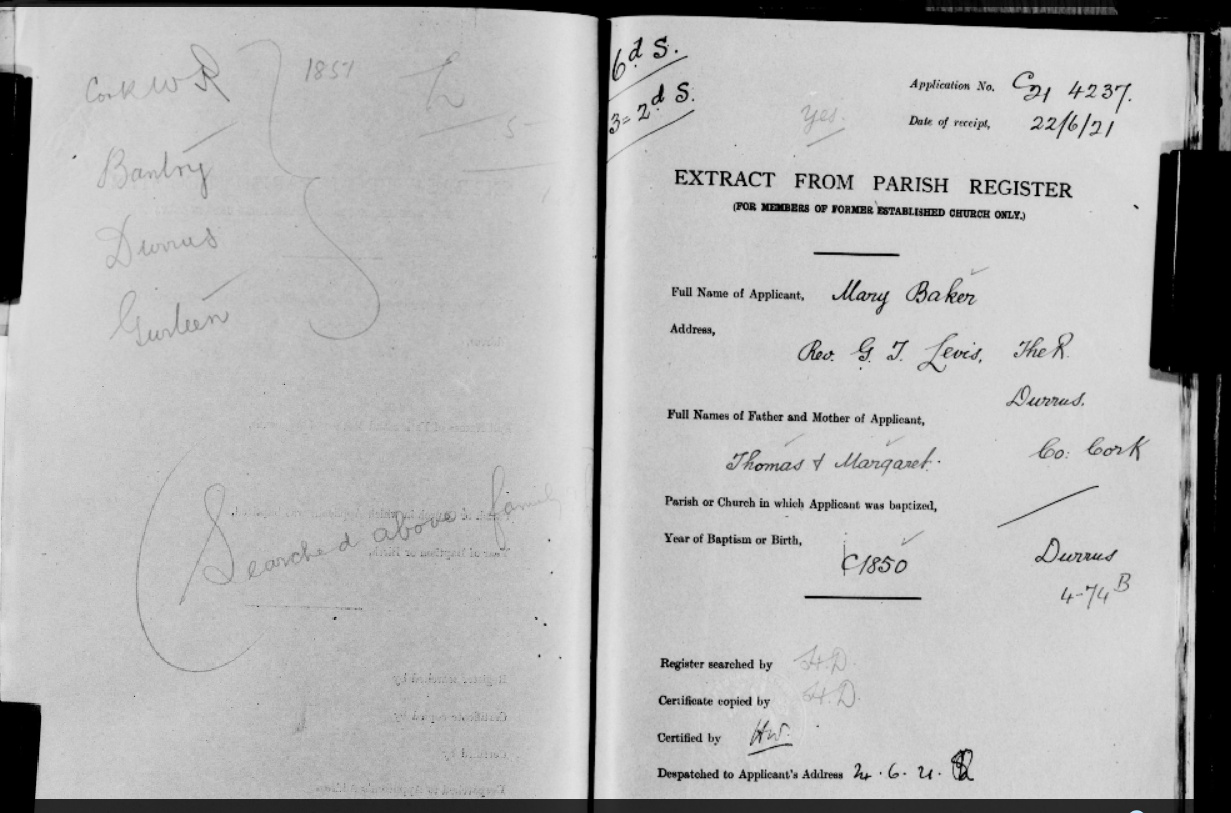 Cork W R
1851
Bantry
5-
Durrus
Gurteen
Searched above family
6d S.
3=2d S.
yes.
Application No. C21 4237.
Date of receipt, 22/6/21
EXTRACT FROM PARISH REGISTER
(FOR MEMBERS OF FORMER ESTABLISHED CHURCH ONLY.)
Full Name of Applicant, Mary Baker
Address,
Rev. G. T. Levis, The R.
Durrus.
Full Names of Father and Mother of Applicant,
Co: Cork
Thomas & Margaret.
Parish or Church in which Applicant was baptized,
Year of Baptism or Birth,
C1850
Durrus
4-74 B
Register searched by H.D.
Certificate copied by H.D.
Certified by HW.
Despatched to Applicant's Address 24.6.21.